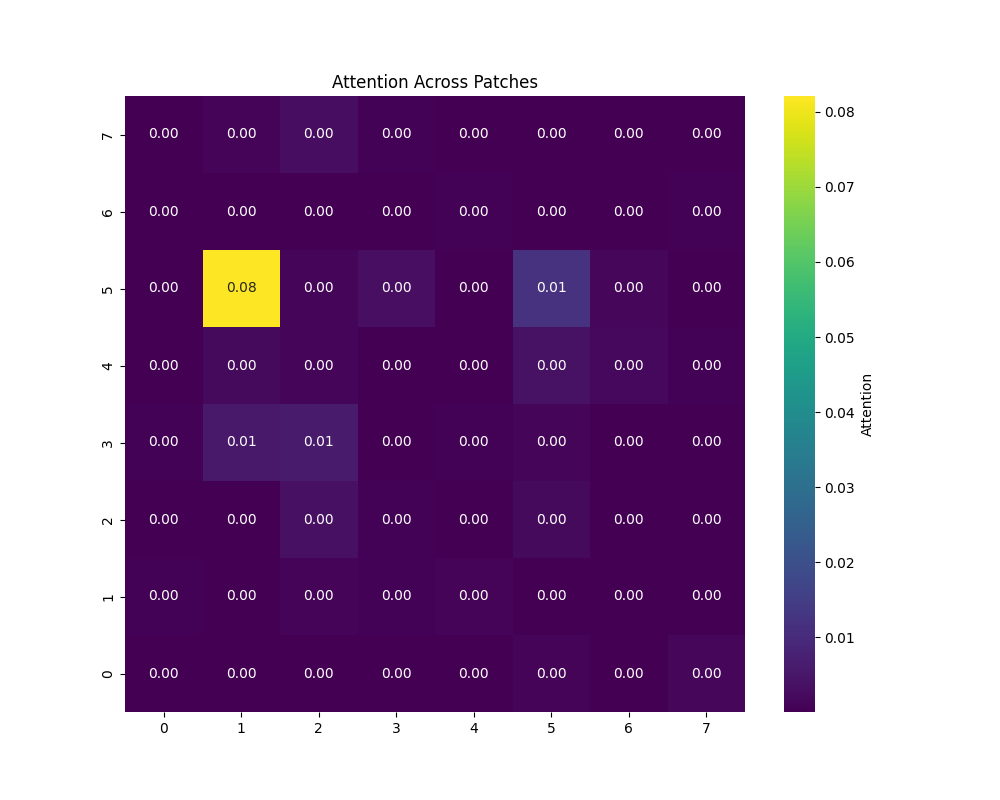 Attention Across Patches
7 0.00 0.00 0.00 0.00 0.00 0.00 0.00 0.00
6 0.00 0.00 0.00 0.00 0.00 0.00 0.00 0.00
5 0.00 0.08 0.00 0.00 0.00 0.01 0.00 0.00
4 0.00 0.00 0.00 0.00 0.00 0.00 0.00 0.00
3 0.00 0.01 0.01 0.00 0.00 0.00 0.00 0.00
2 0.00 0.00 0.00 0.00 0.00 0.00 0.00 0.00
1 0.00 0.00 0.00 0.00 0.00 0.00 0.00 0.00
0 0.00 0.00 0.00 0.00 0.00 0.00 0.00 0.00
0 1 2 3 4 5 6 7
0.08
0.07
0.06
0.05
0.04
0.03
0.02
0.01
Attention